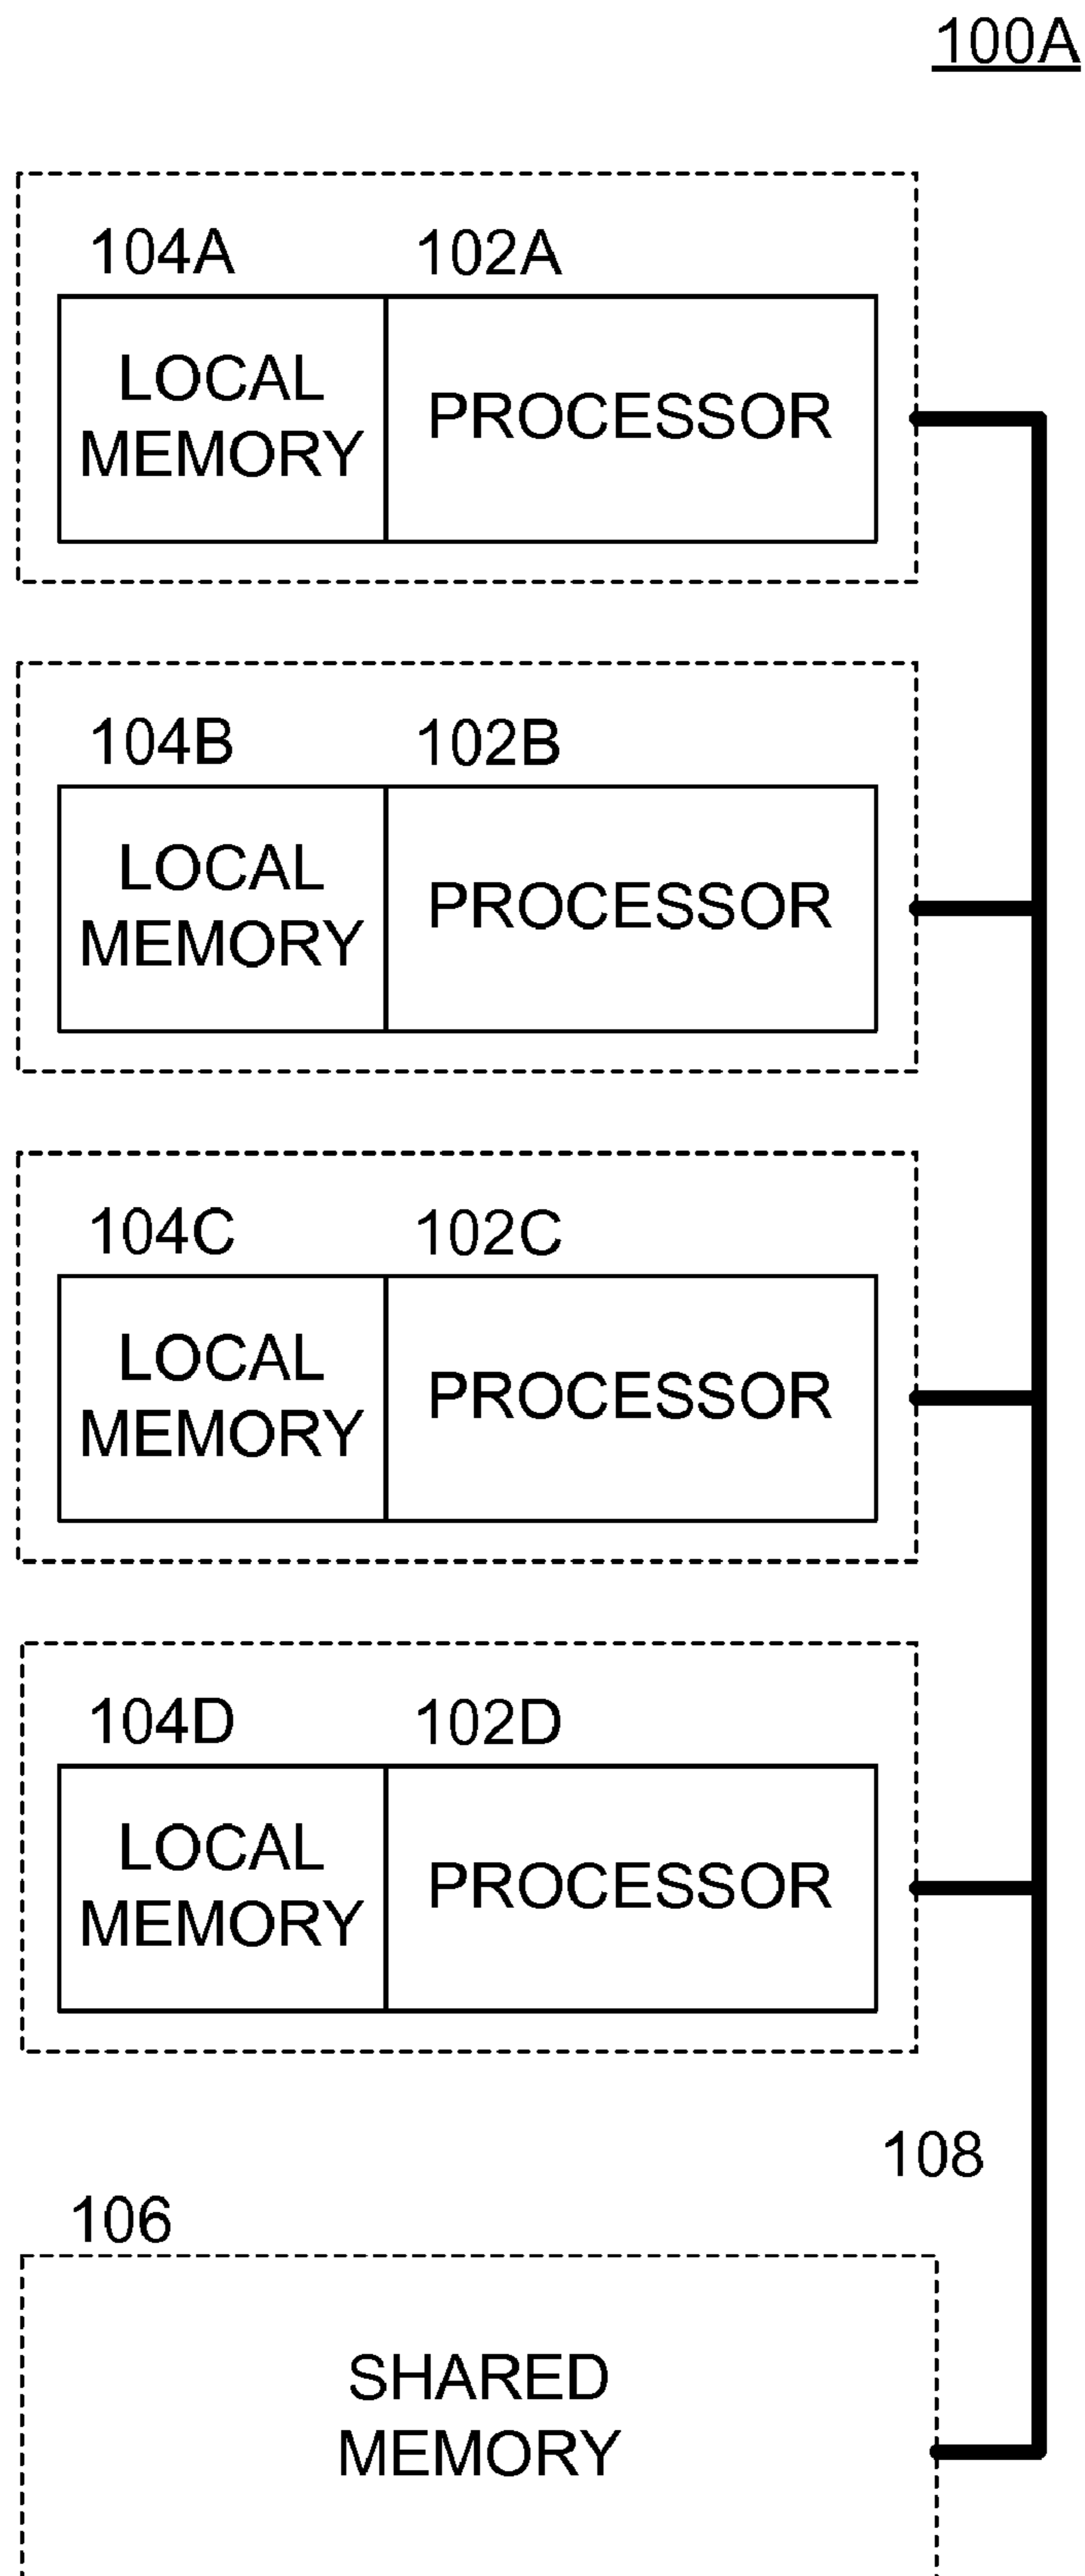 100A
104A 102A
LOCAL
MEMORY
PROCESSOR
104B 102B
LOCAL
MEMORY
PROCESSOR
104C 102C
LOCAL
MEMORY
PROCESSOR
104D 102D
LOCAL
MEMORY
PROCESSOR
108
106
SHARED
MEMORY